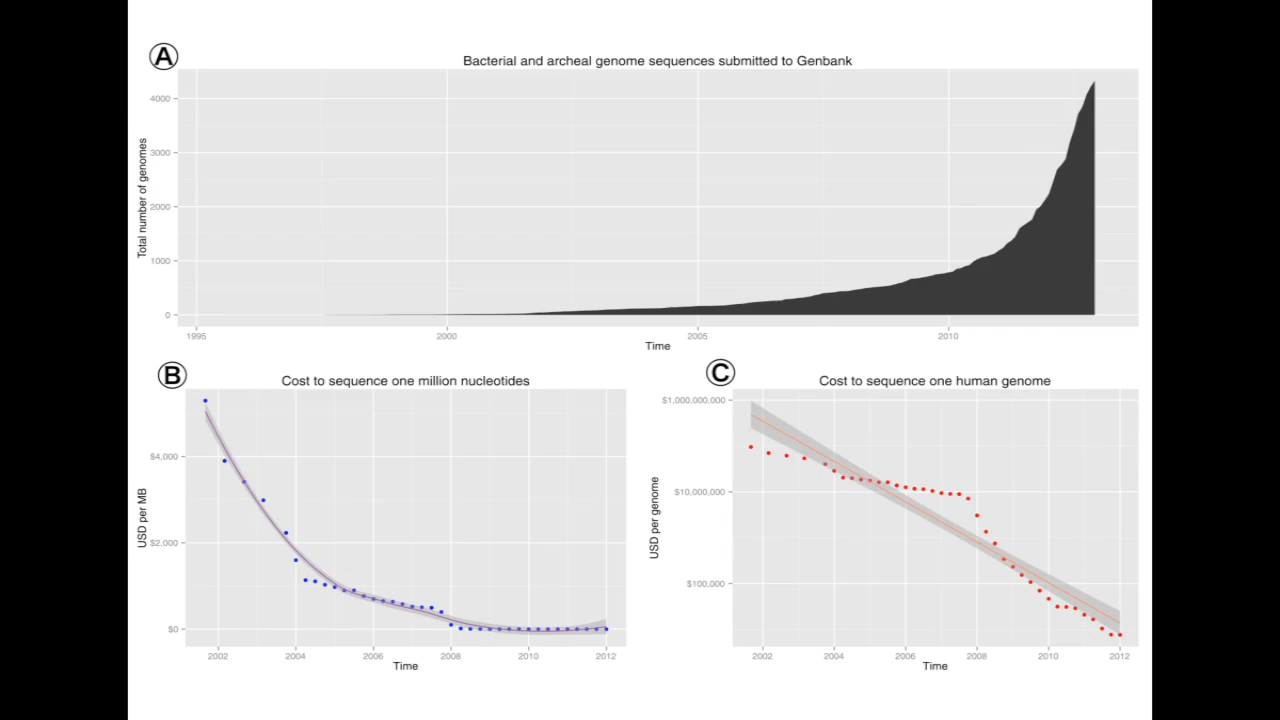 A
Bacterial and archeal genome sequences submitted to Genbank
Total number of genomes
4000
3000
2000
1000
0
1995
2000
2005
2010
Time
B
Cost to sequence one million nucleotides
USD per MB
$4,000
$2,000
$0
2002
2004
2006
2008
2010
2012
Time
C
Cost to sequence one human genome
USD per genome
$1,000,000,000
$10,000,000
$100,000
2002
2004
2006
2008
2010
2012
Time